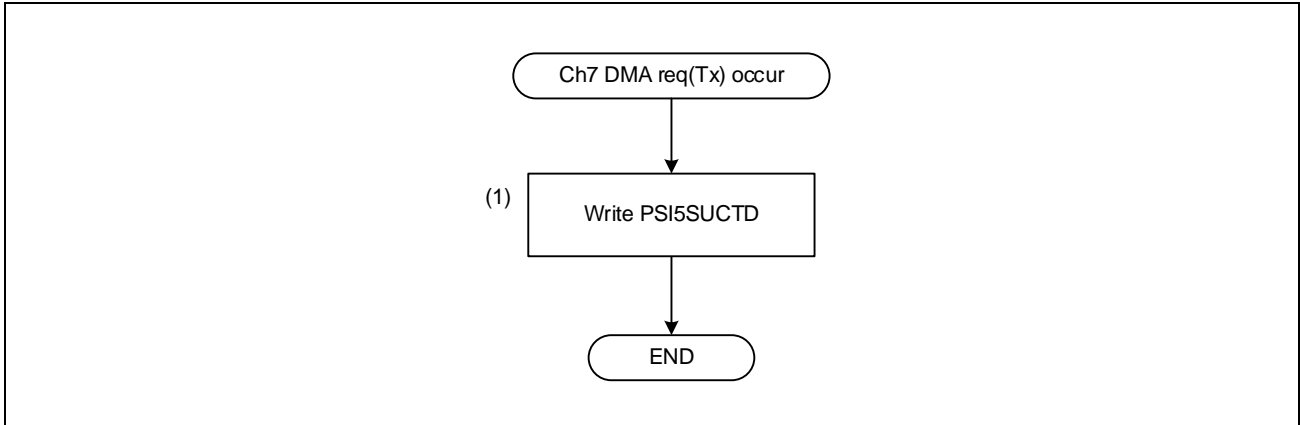 Ch7 DMA req(Tx) occur
(1)
Write PSI5SUCTD
END